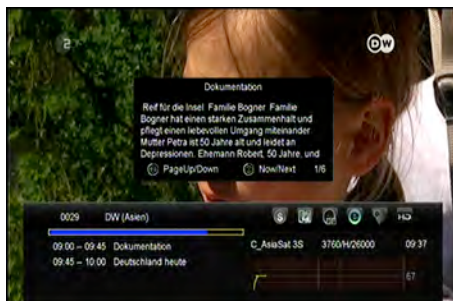 2
DW
Dokumentation
Reif für die Insel Familie Bogner Familie
Bogner hat einen starken Zusammenhalt und
pflegt einen liebevollen Umgang miteinander
Mutter Petra ist 50 Jahre alt und leidet an
Depressionen. Ehemann Robert, 50 Jahre, und
PageUp/Down Now/Next 1/6
0029 DW (Asien) S HD
09:00 – 09:45 Dokumentation C_AsiaSat 3S 3760/H/26000 09:37
09:45 – 10:00 Deutschland heute
67